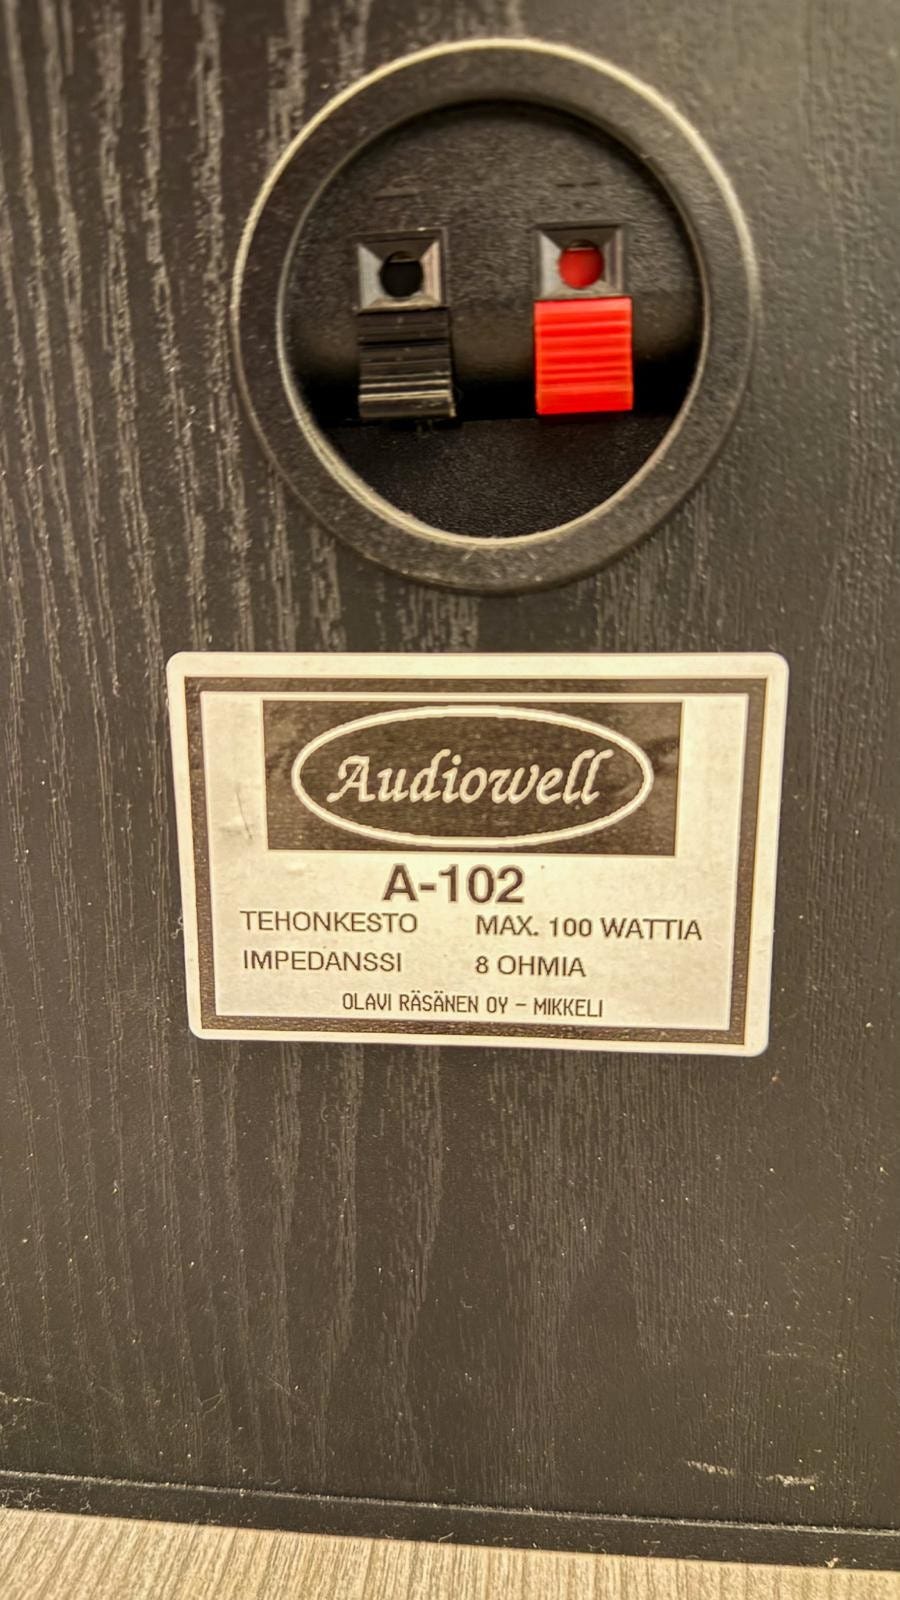 Audiowell
A-102
TEHONKESTO MAX. 100 WATTIA
IMPEDANSSI 8 OHMIA
OLAVI RÄSÄNEN OY - MIKKELI